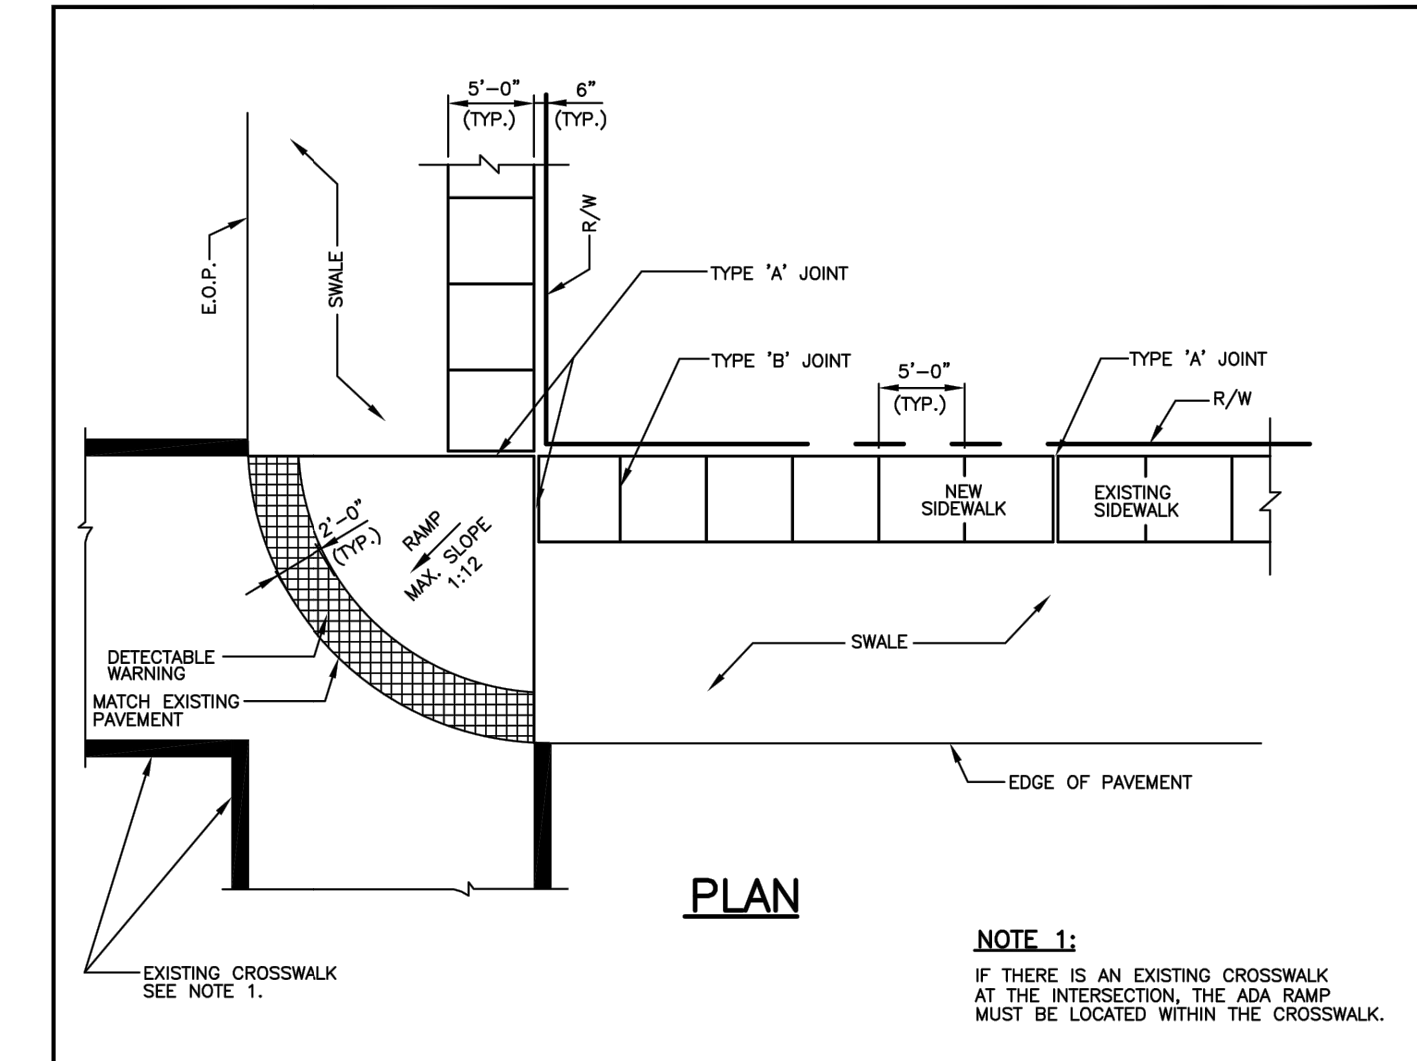 5'-0"
(TYP.)
6"
(TYP.)
R/W
E.O.P.
SWALE
TYPE 'A' JOINT
TYPE 'B' JOINT
5'-0"
(TYP.)
TYPE 'A' JOINT
R/W
NEW
SIDEWALK
EXISTING
SIDEWALK
2'-0"
(TYP.)
RAMP
MAX. SLOPE
1:12
DETECTABLE
WARNING
MATCH EXISTING
PAVEMENT
SWALE
EDGE OF PAVEMENT
PLAN
EXISTING CROSSWALK
SEE NOTE 1.
NOTE 1:
IF THERE IS AN EXISTING CROSSWALK
AT THE INTERSECTION, THE ADA RAMP
MUST BE LOCATED WITHIN THE CROSSWALK.